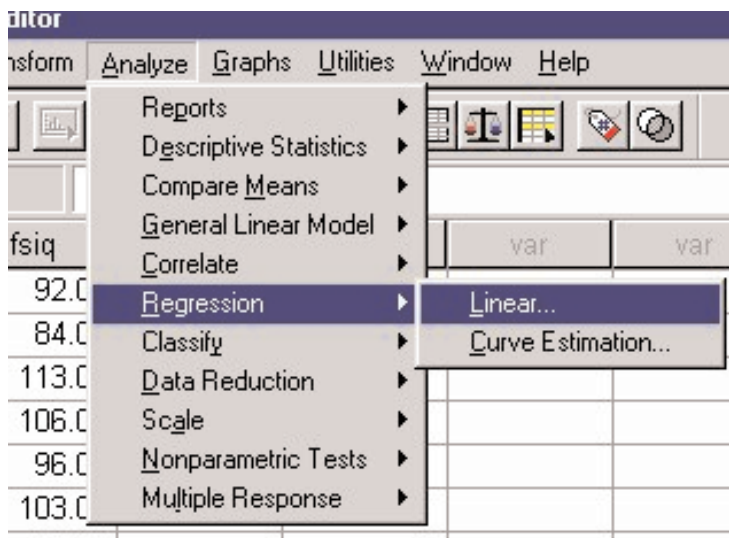 ditor
nsform Analyze Graphs Utilities Window Help
Reports
Descriptive Statistics
Compare Means
General Linear Model
fsiq var var
Correlate
92.0
Regression Linear...
84.0 Classify Curve Estimation...
113.0 Data Reduction
106.0 Scale
96.0 Nonparametric Tests
103.0 Multiple Response